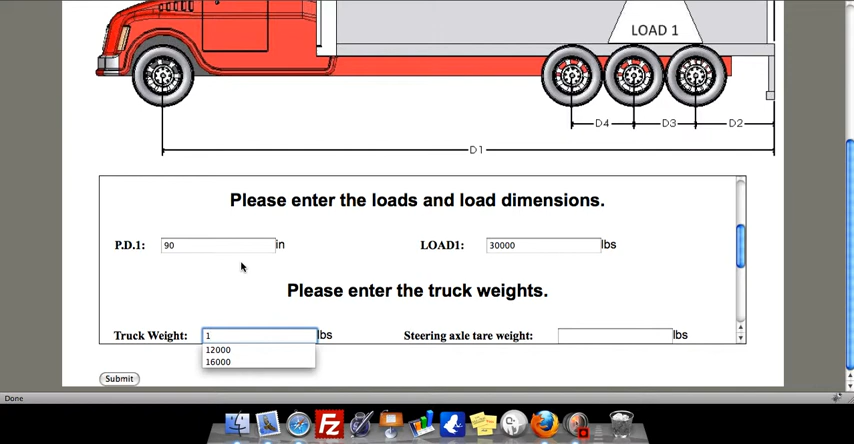 LOAD 1
D4 D3 D2
D1
Please enter the loads and load dimensions.
P.D.1: 90 in LOAD1: 30000 lbs
Please enter the truck weights.
Truck Weight: 1 lbs Steering axle tare weight: lbs
12000
16000
Submit
Done
FZ